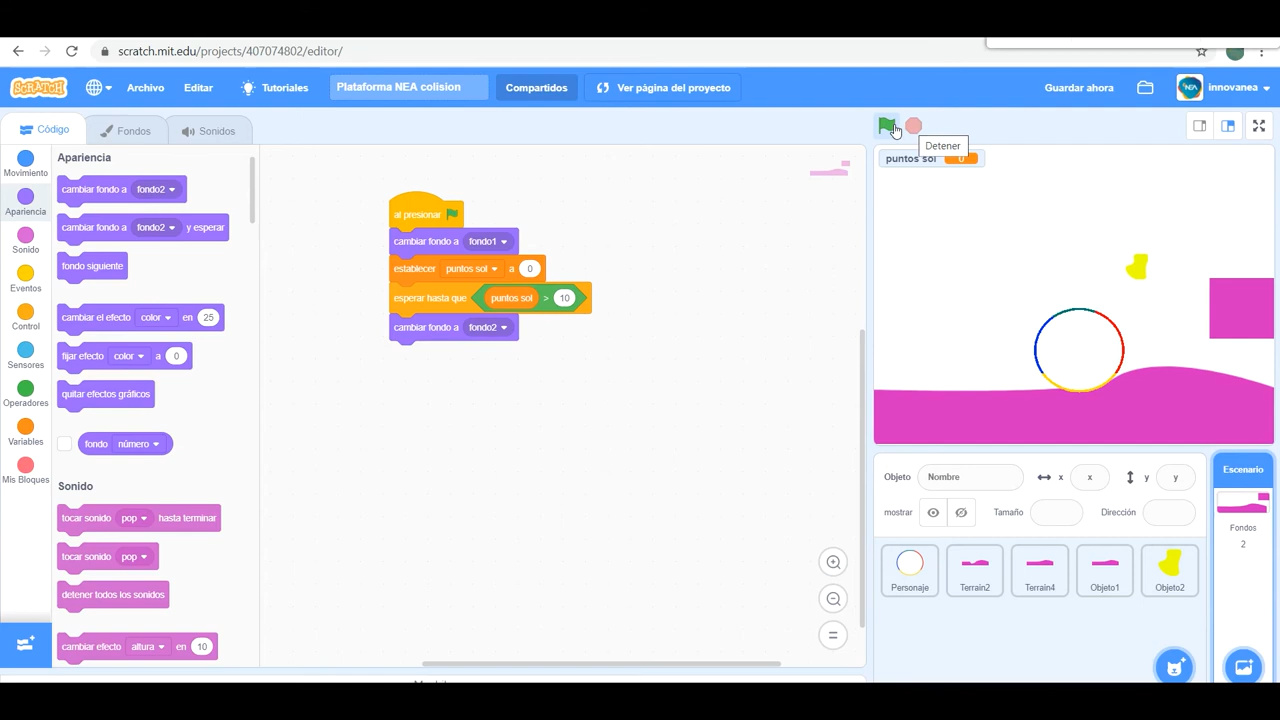 scratch.mit.edu/projects/407074802/editor/
SCRATCH
Archivo
Editar
Tutoriales
Plataforma NEA colision
Compartidos
Ver página del proyecto
Guardar ahora
NEA
innovanea
Código
Fondos
Sonidos
Detener
puntos sol 0
Movimiento
Apariencia
Sonido
Eventos
Control
Sensores
Operadores
Variables
Mis Bloques
Apariencia
cambiar fondo a fondo2
cambiar fondo a fondo2 y esperar
fondo siguiente
cambiar el efecto color en 25
fijar efecto color a 0
quitar efectos gráficos
fondo número
Sonido
tocar sonido pop hasta terminar
tocar sonido pop
detener todos los sonidos
cambiar efecto altura en 10
al presionar
cambiar fondo a fondo1
establecer puntos sol a 0
esperar hasta que puntos sol > 10
cambiar fondo a fondo2
Objeto Nombre x x y y
mostrar Tamaño Dirección
Personaje
Terrain2
Terrain4
Objeto1
Objeto2
Escenario
Fondos
2